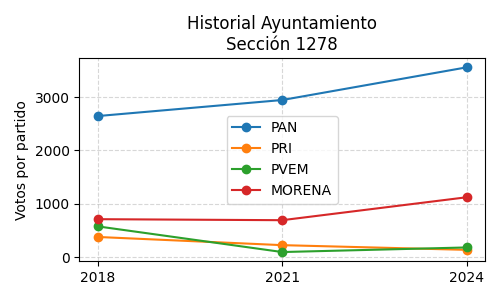 Historial Ayuntamiento
Sección 1278
Votos por partido
3000
2000
1000
0
PAN
PRI
PVEM
MORENA
2018
2021
2024